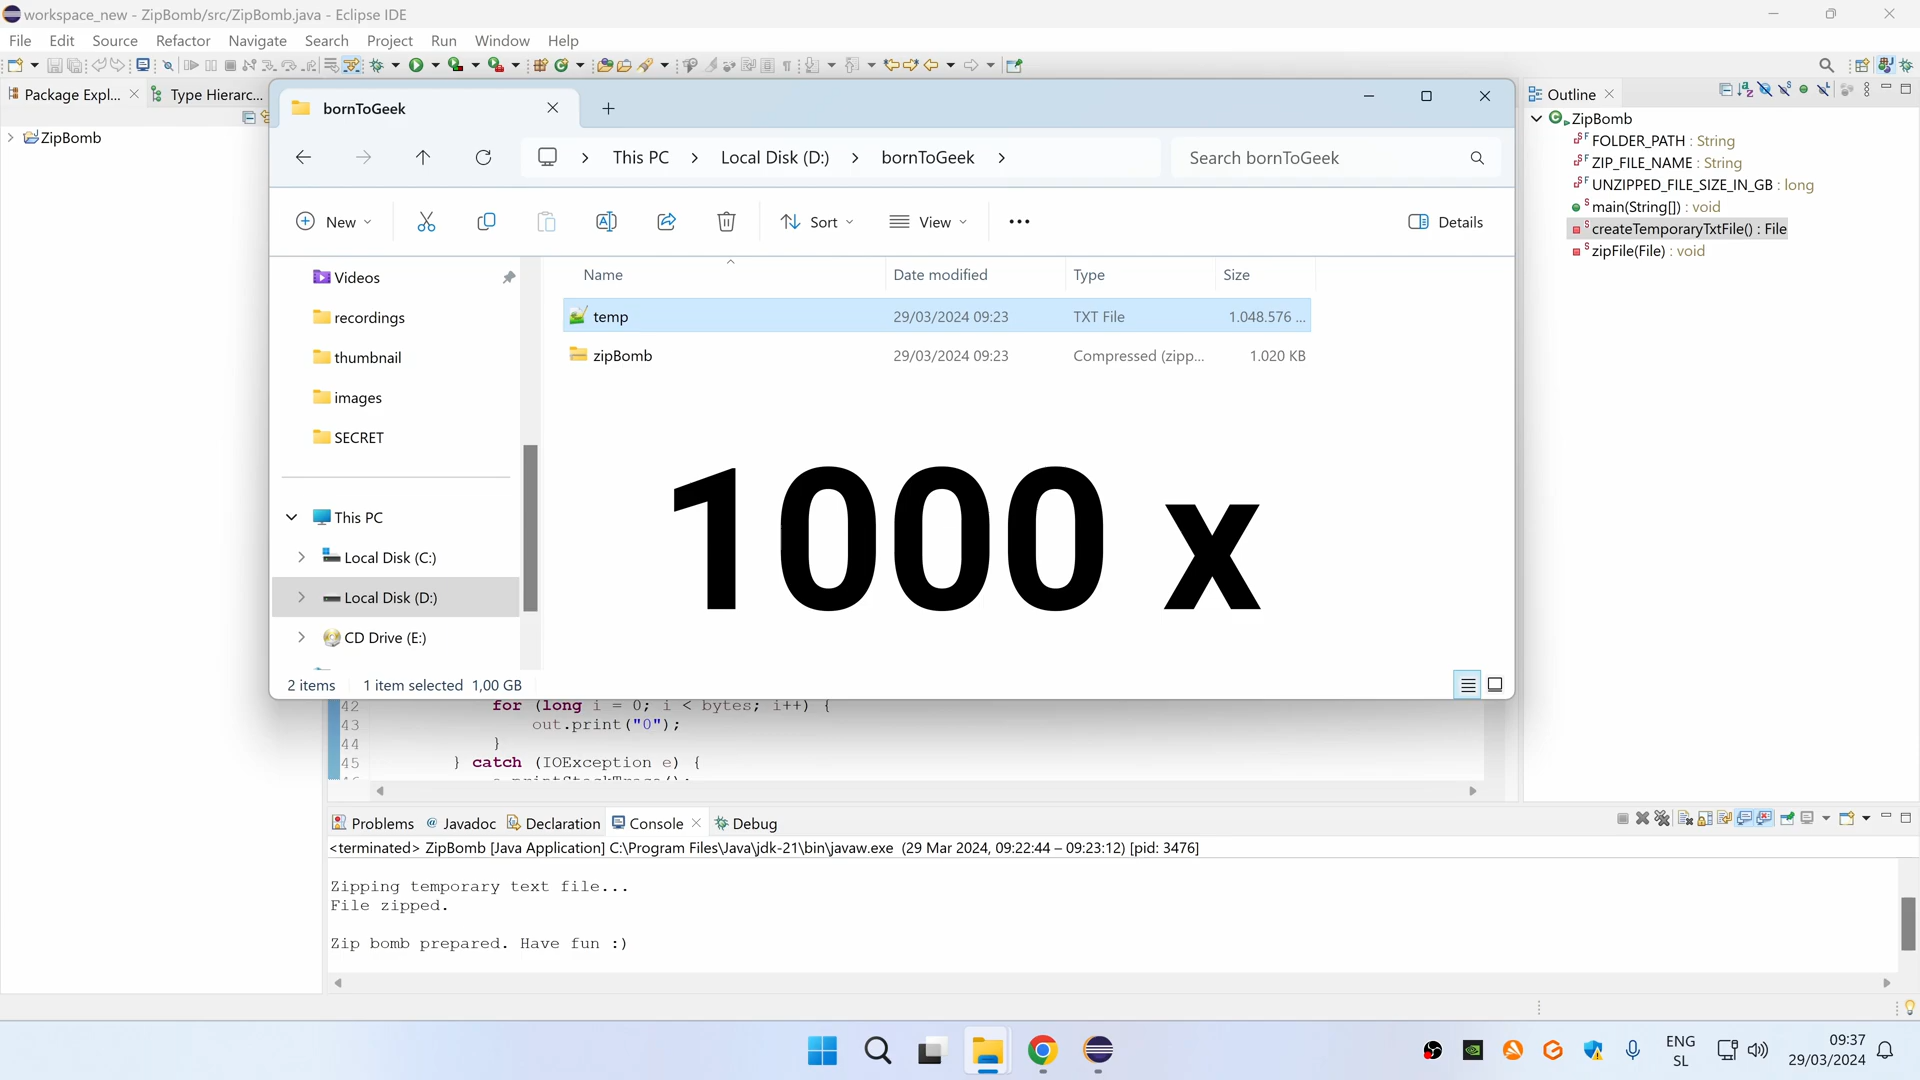 workspace_new - ZipBomb/src/ZipBomb.java - Eclipse IDE
File Edit Source Refactor Navigate Search Project Run Window Help
Package Expl... Type Hierarc...
ZipBomb
bornToGeek
This PC > Local Disk (D:) > bornToGeek >
Search bornToGeek
New Sort View ... Details
Videos
recordings
thumbnail
images
SECRET
This PC
Local Disk (C:)
Local Disk (D:)
CD Drive (E:)
Name Date modified Type Size
temp 29/03/2024 09:23 TXT File 1.048.576 ...
zipBomb 29/03/2024 09:23 Compressed (zipp... 1.020 KB
1000 x
2 items 1 item selected 1,00 GB
Outline
ZipBomb
FOLDER_PATH : String
ZIP_FILE_NAME : String
UNZIPPED_FILE_SIZE_IN_GB : long
main(String[]) : void
createTemporaryTxtFile() : File
zipFile(File) : void
42 for (long i = 0; i < bytes; i++) {
43 out.print("0");
44 }
45 } catch (IOException e) {
Problems @ Javadoc Declaration Console Debug
<terminated> ZipBomb [Java Application] C:\Program Files\Java\jdk-21\bin\javaw.exe (29 Mar 2024, 09:22:44 – 09:23:12) [pid: 3476]
Zipping temporary text file...
File zipped.
Zip bomb prepared. Have fun :)
ENG
SL
09:37
29/03/2024